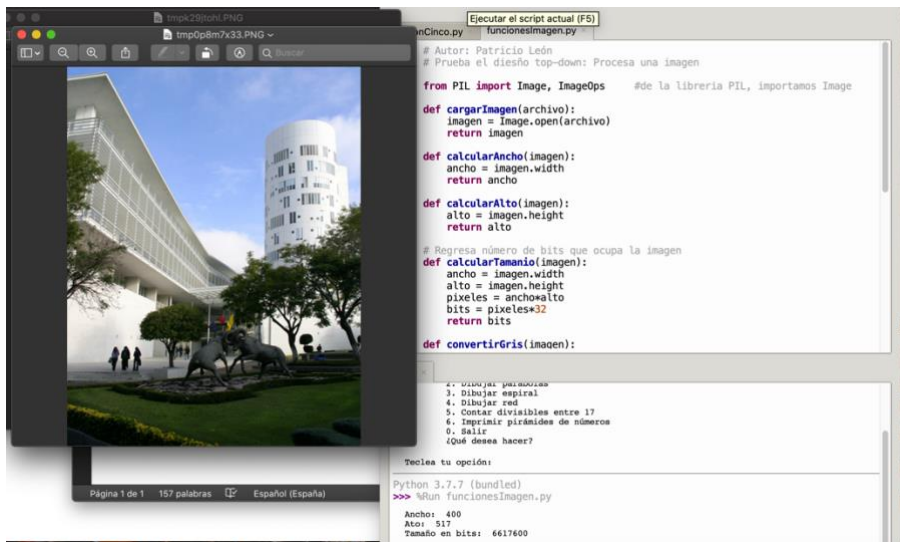 tmpk29jtohl.PNG
tmp0p8m7x33.PNG
Buscar
Página 1 de 1 157 palabras Español (España)
Ejecutar el script actual (F5)
nCinco.py funcionesImagen.py
# Autor: Patricio León
# Prueba el diesño top-down: Procesa una imagen
from PIL import Image, ImageOps #de la libreria PIL, importamos Image
def cargarImagen(archivo):
imagen = Image.open(archivo)
return imagen
def calcularAncho(imagen):
ancho = imagen.width
return ancho
def calcularAlto(imagen):
alto = imagen.height
return alto
# Regresa número de bits que ocupa la imagen
def calcularTamanio(imagen):
ancho = imagen.width
alto = imagen.height
pixeles = ancho*alto
bits = pixeles*32
return bits
def convertirGris(imagen):
2. Dibujar parábolas
3. Dibujar espiral
4. Dibujar red
5. Contar divisibles entre 17
6. Imprimir pirámides de números
0. Salir
¿Qué desea hacer?
Teclea tu opción:
Python 3.7.7 (bundled)
>>> %Run funcionesImagen.py
Ancho: 400
Ato: 517
Tamaño en bits: 6617600